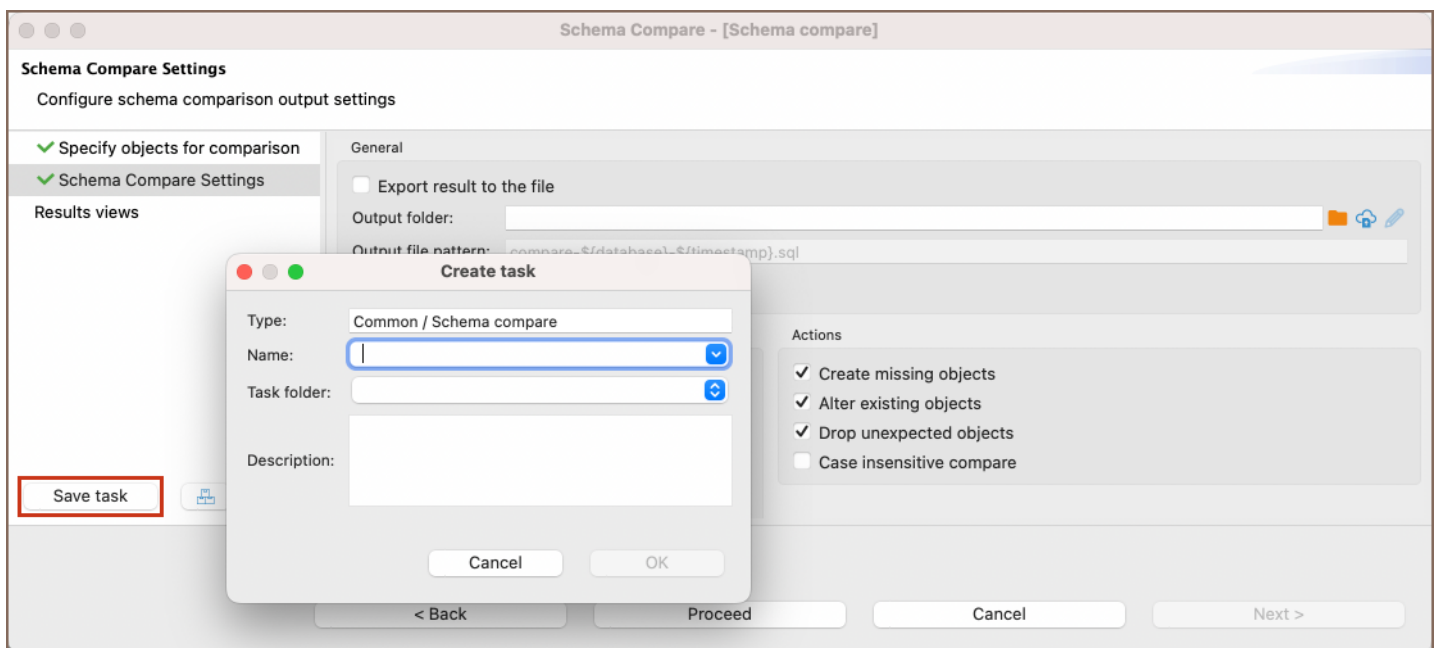 Schema Compare - [Schema compare]
Schema Compare Settings
Configure schema comparison output settings
Specify objects for comparison
Schema Compare Settings
Results views
General
Export result to the file
Output folder:
Output file pattern: compare-${database}-${timestamp}.sql
Create task
Type: Common / Schema compare
Name:
Task folder:
Description:
Cancel OK
Actions
Create missing objects
Alter existing objects
Drop unexpected objects
Case insensitive compare
Save task
< Back Proceed Cancel Next >